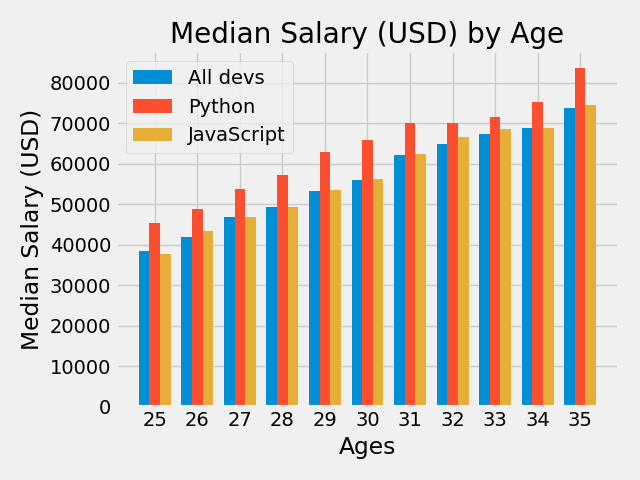 Median Salary (USD) by Age
All devs
Python
JavaScript
Median Salary (USD)
80000
70000
60000
50000
40000
30000
20000
10000
0
25 26 27 28 29 30 31 32 33 34 35
Ages